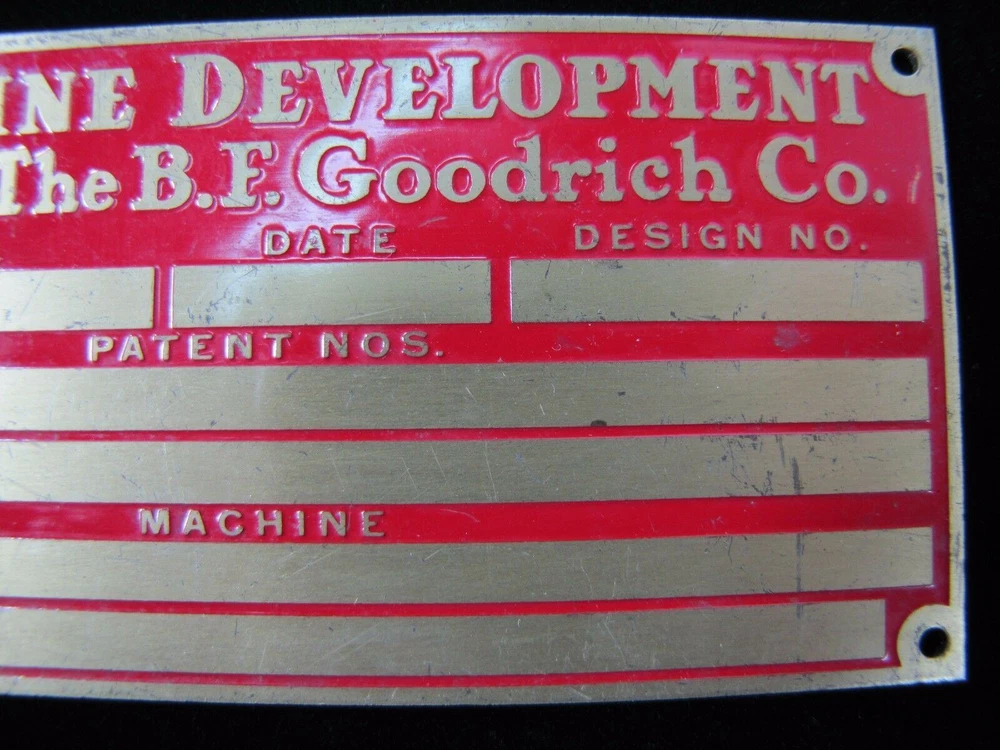 INE DEVELOPMENT
The B.F. Goodrich Co.
DATE DESIGN NO.
PATENT NOS.
MACHINE